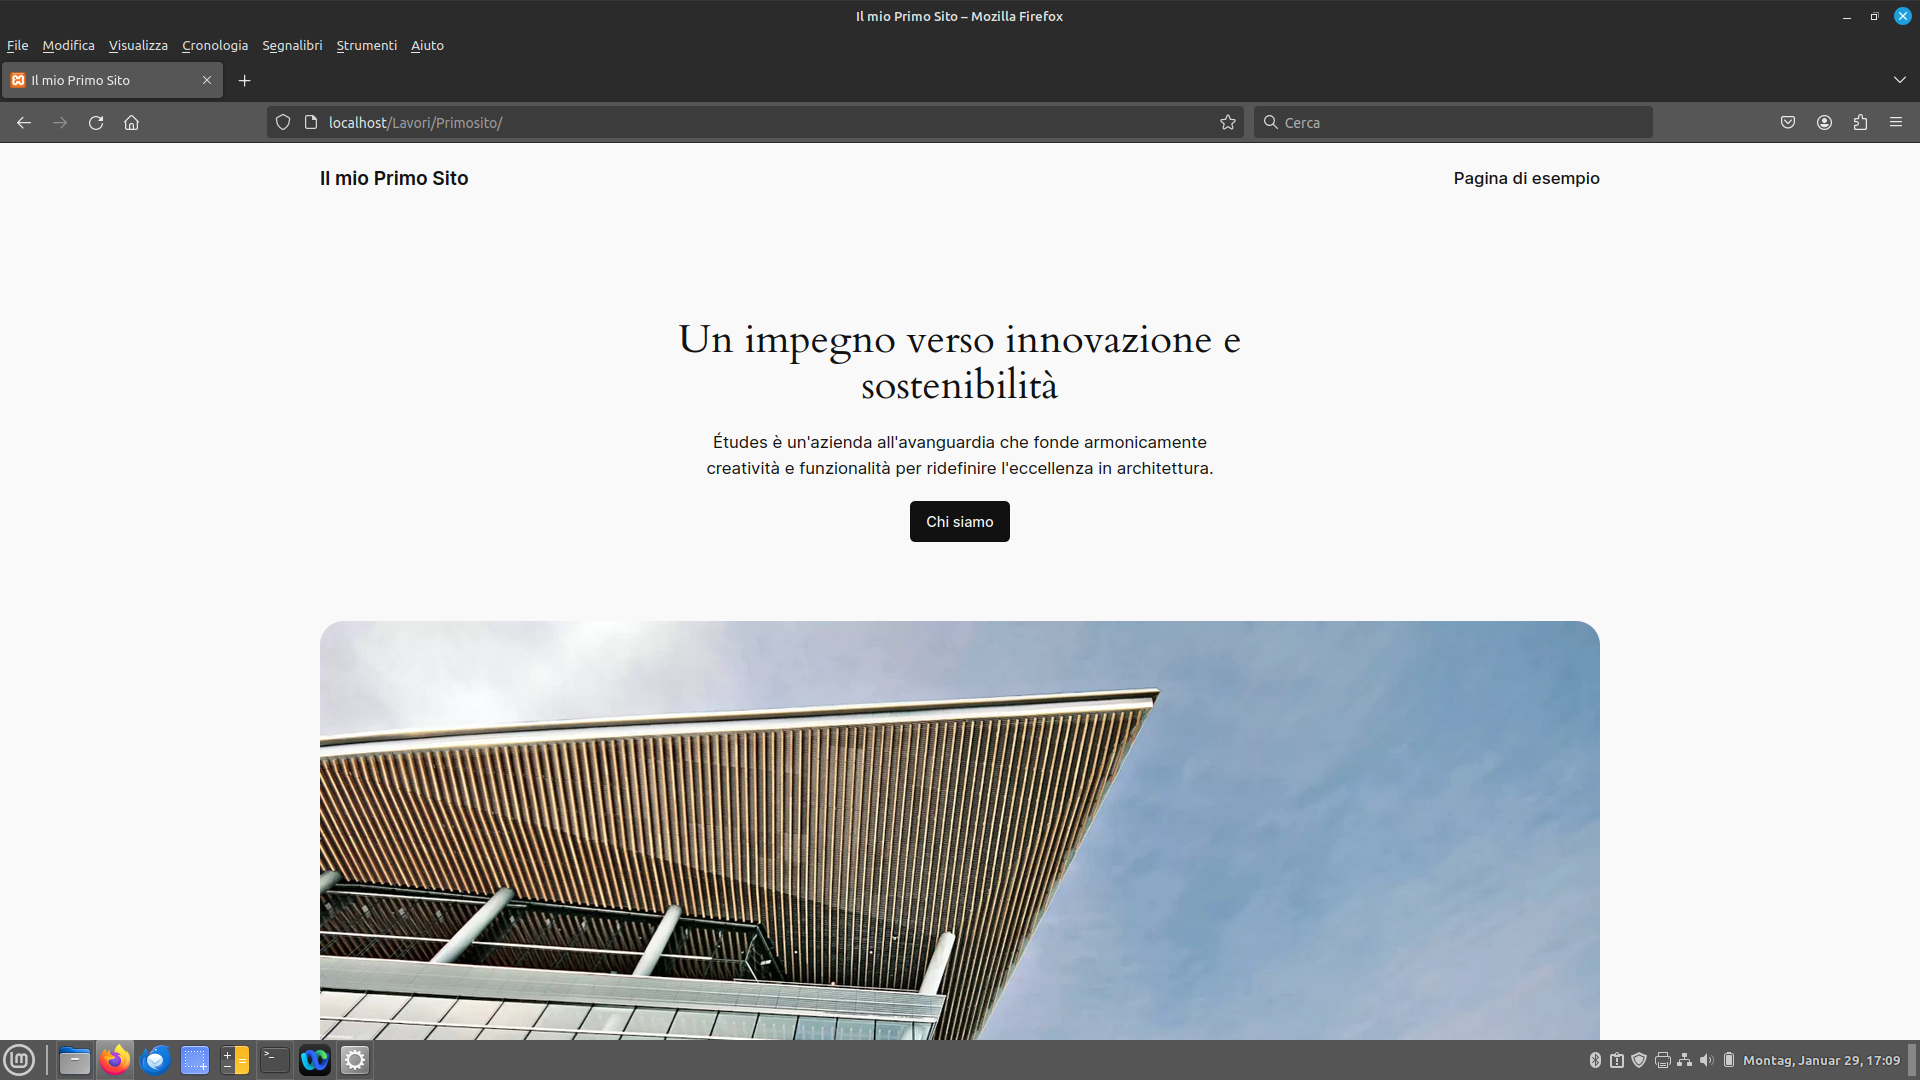 Il mio Primo Sito – Mozilla Firefox
File Modifica Visualizza Cronologia Segnalibri Strumenti Aiuto
Il mio Primo Sito
localhost/Lavori/Primosito/
Cerca
Il mio Primo Sito
Pagina di esempio
Un impegno verso innovazione e
sostenibilità
Études è un'azienda all'avanguardia che fonde armonicamente
creatività e funzionalità per ridefinire l'eccellenza in architettura.
Chi siamo
Montag, Januar 29, 17:09